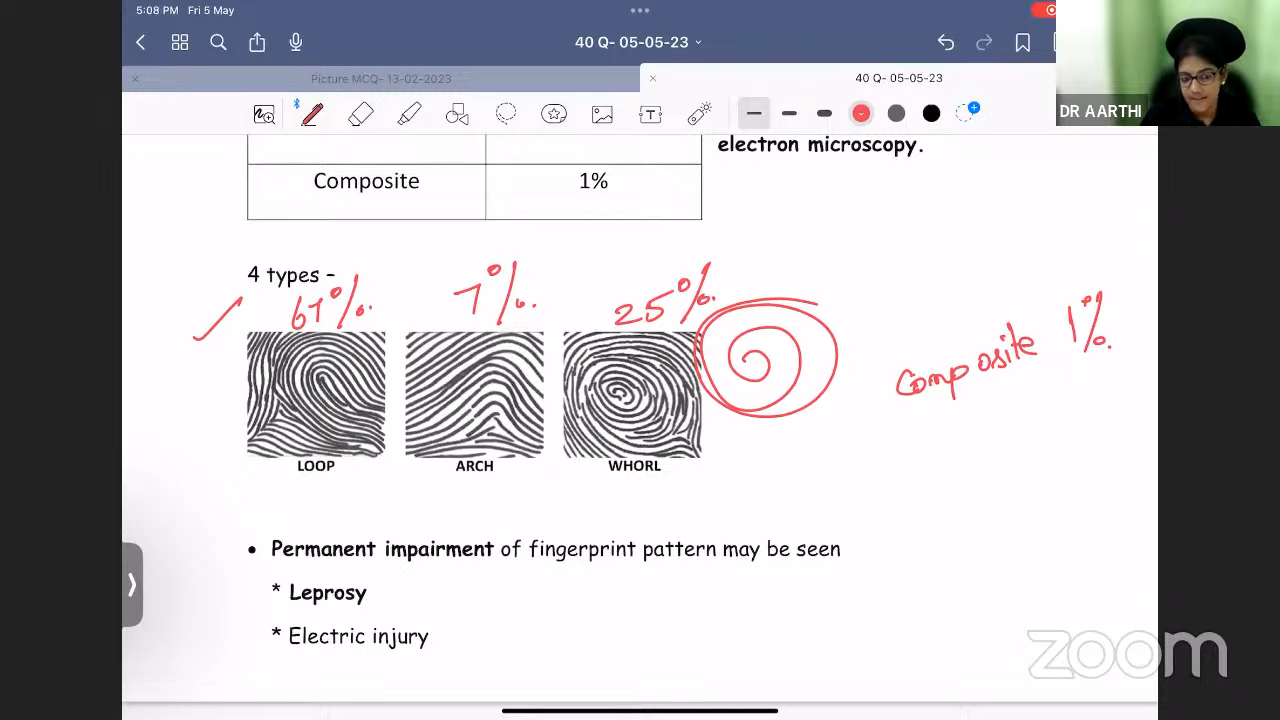 5:08 PM Fri 5 May
40 Q- 05-05-23
Picture MCQ- 13-02-2023
40 Q- 05-05-23
DR AARTHI
electron microscopy.
Composite 1%
4 types -
67% 7% 25%
Composite 1%
LOOP ARCH WHORL
• Permanent impairment of fingerprint pattern may be seen
* Leprosy
* Electric injury
zoom